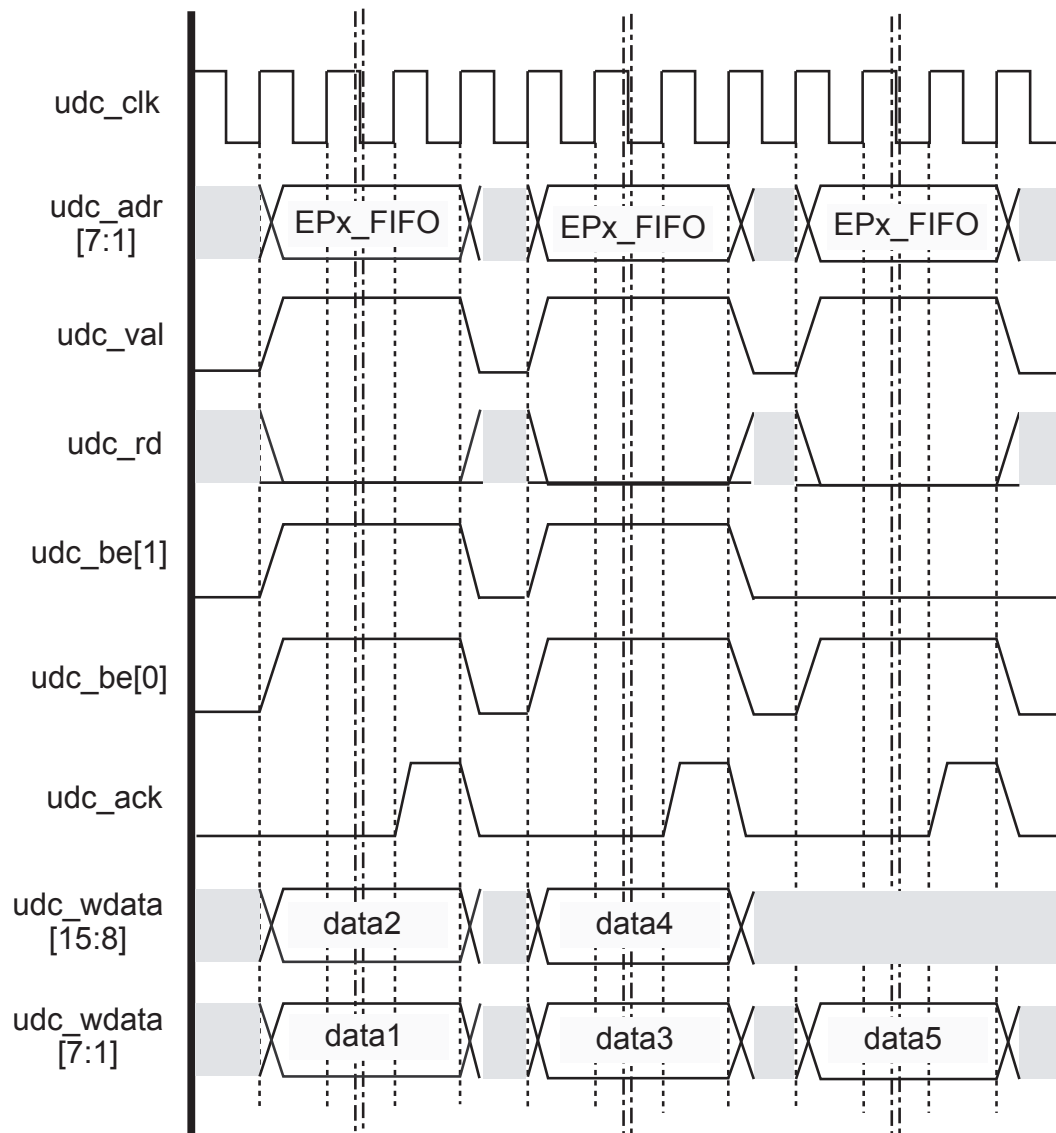 udc_clk
udc_adr
[7:1]
EPx_FIFO
EPx_FIFO
EPx_FIFO
udc_val
udc_rd
udc_be[1]
udc_be[0]
udc_ack
udc_wdata
[15:8]
data2
data4
udc_wdata
[7:1]
data1
data3
data5